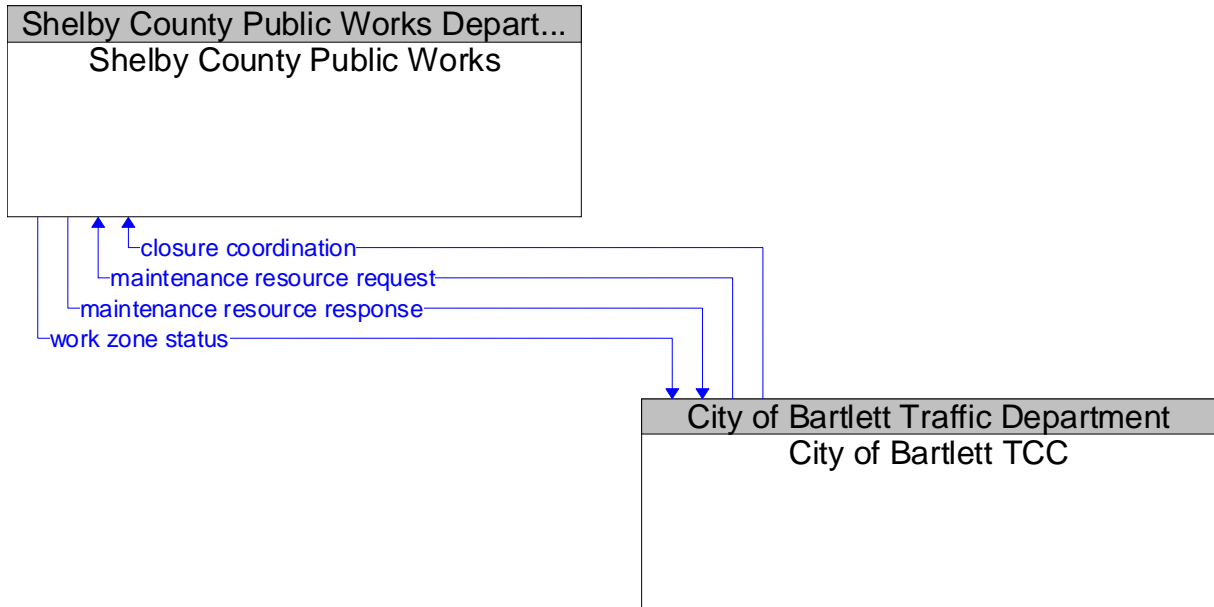 Shelby County Public Works Depart...
Shelby County Public Works
closure coordination
maintenance resource request
maintenance resource response
work zone status
City of Bartlett Traffic Department
City of Bartlett TCC